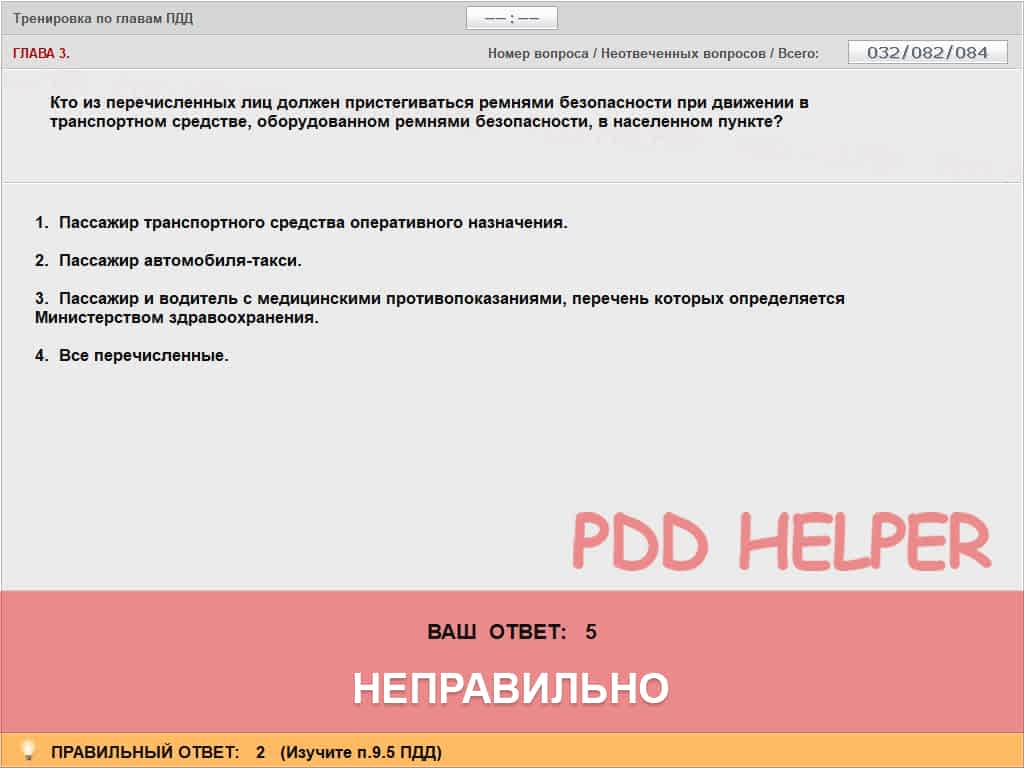 Тренировка по главам ПДД
—— : ——
ГЛАВА 3.
Номер вопроса / Неотвеченных вопросов / Всего:
032/082/084
Кто из перечисленных лиц должен пристегиваться ремнями безопасности при движении в
транспортном средстве, оборудованном ремнями безопасности, в населенном пункте?
1. Пассажир транспортного средства оперативного назначения.
2. Пассажир автомобиля-такси.
3. Пассажир и водитель с медицинскими противопоказаниями, перечень которых определяется
Министерством здравоохранения.
4. Все перечисленные.
PDD HELPER
ВАШ ОТВЕТ: 5
НЕПРАВИЛЬНО
ПРАВИЛЬНЫЙ ОТВЕТ: 2 (Изучите п.9.5 ПДД)